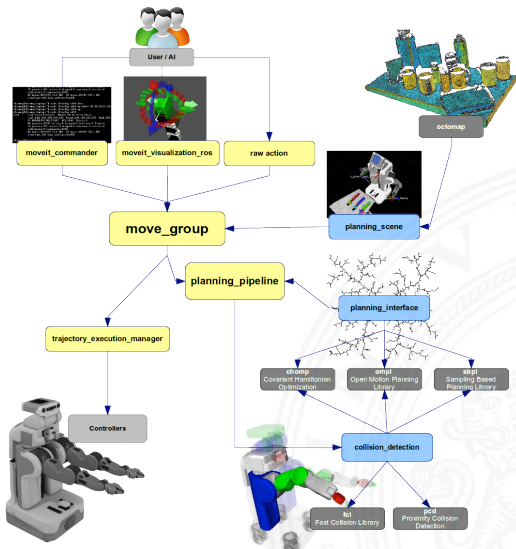 User / AI
moveit_commander
moveit_visualization_ros
raw action
octomap
move_group
planning_scene
planning_pipeline
planning_interface
trajectory_execution_manager
chomp
Covariant Hamiltonian
Optimization
ompl
Open Motion Planning
Library
sbpl
Sampling Based
Planning Library
Controllers
collision_detection
fcl
Fast Collision Library
pcd
Proximity Collision
Detection